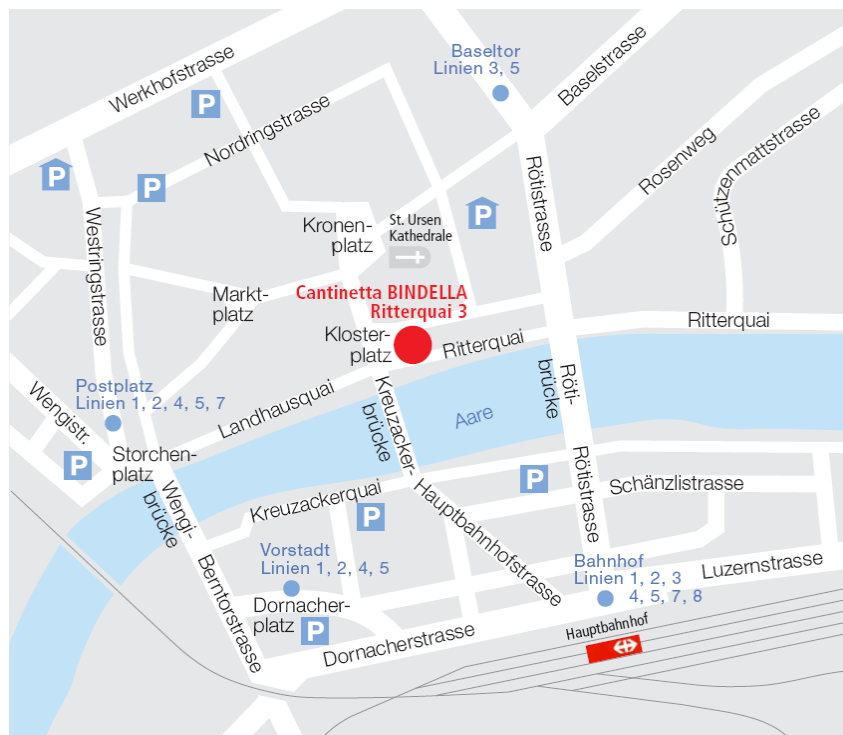 Werkhofstrasse
P
Nordringstrasse
Baseltor
Linien 3, 5
Baselstrasse
P
P
Westringstrasse
Kronen-
platz
St. Ursen
Kathedrale
P
Rötistrasse
Rosenweg
Schützenmattstrasse
Markt-
platz
Cantinetta BINDELLA
Ritterquai 3
Kloster-
platz
Ritterquai
Ritterquai
Postplatz
Linien 1, 2, 4, 5, 7
Wengistr.
P
Storchen-
platz
Landhausquai
Kreuzacker-
brücke
Aare
Röti-
brücke
Wengi-
brücke
Kreuzackerquai
P
Hauptbahnhofstrasse
P
Rötistrasse
Schänzlistrasse
Berntorstrasse
Vorstadt
Linien 1, 2, 4, 5
Dornacher-
platz
P
Dornacherstrasse
Bahnhof
Linien 1, 2, 3
4, 5, 7, 8
Luzernstrasse
Hauptbahnhof